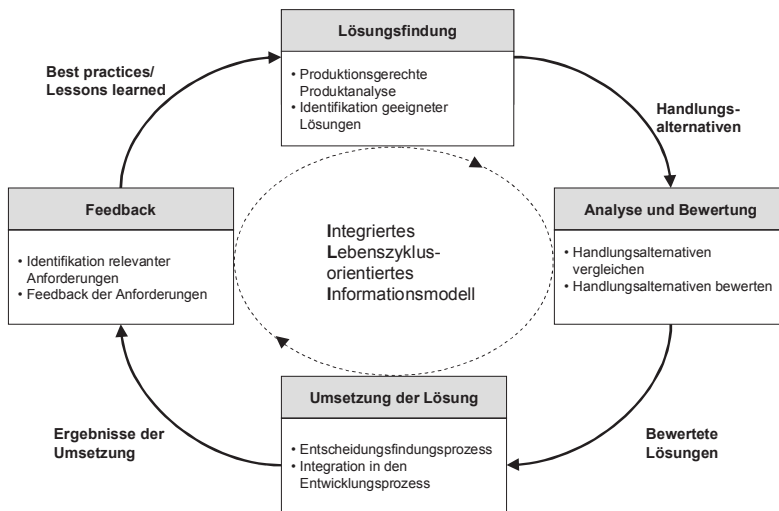 Lösungsfindung
• Produktionsgerechte
Produktanalyse
• Identifikation geeigneter
Lösungen
Best practices/
Lessons learned
Handlungs-
alternativen
Feedback
• Identifikation relevanter
Anforderungen
• Feedback der Anforderungen
Integriertes
Lebenszyklus-
orientiertes
Informationsmodell
Analyse und Bewertung
• Handlungsalternativen
vergleichen
• Handlungsalternativen bewerten
Umsetzung der Lösung
• Entscheidungsfindungsprozess
• Integration in den
Entwicklungsprozess
Ergebnisse der
Umsetzung
Bewertete
Lösungen